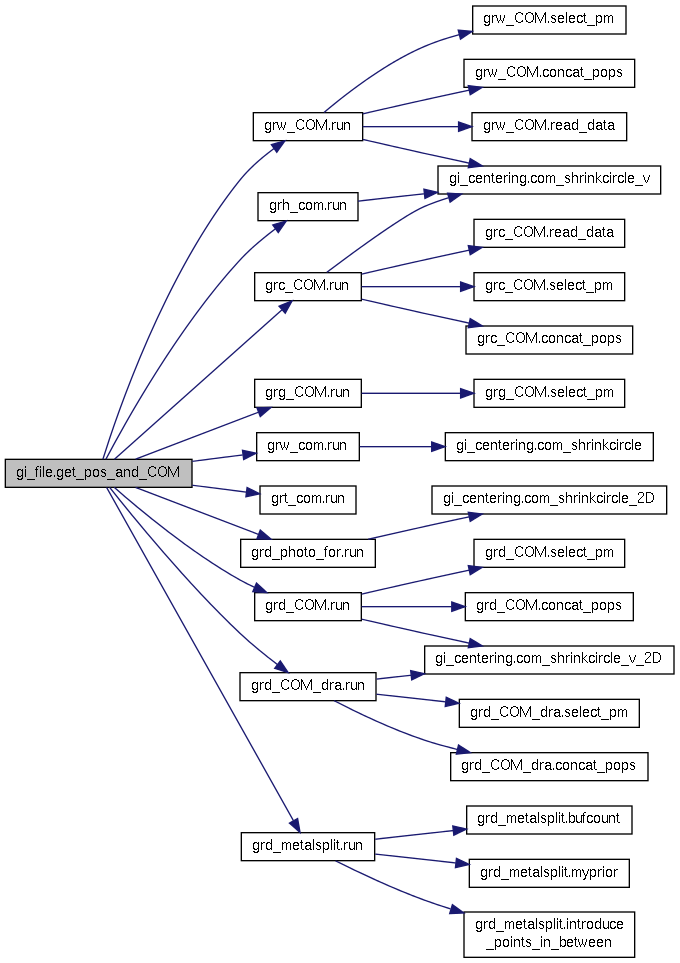 grw_COM.select_pm
grw_COM.concat_pops
grw_COM.run
grw_COM.read_data
gi_centering.com_shrinkcircle_v
grh_com.run
grc_COM.read_data
grc_COM.run
grc_COM.select_pm
grc_COM.concat_pops
grg_COM.run
grg_COM.select_pm
grw_com.run
gi_centering.com_shrinkcircle
gi_file.get_pos_and_COM
grt_com.run
gi_centering.com_shrinkcircle_2D
grd_photo_for.run
grd_COM.select_pm
grd_COM.run
grd_COM.concat_pops
gi_centering.com_shrinkcircle_v_2D
grd_COM_dra.run
grd_COM_dra.select_pm
grd_COM_dra.concat_pops
grd_metalsplit.bufcount
grd_metalsplit.run
grd_metalsplit.myprior
grd_metalsplit.introduce
_points_in_between